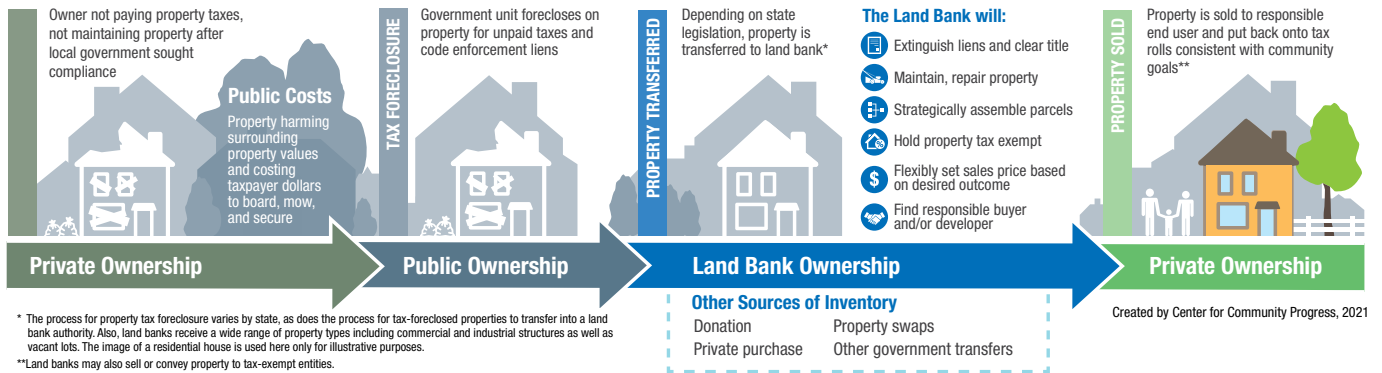 Owner not paying property taxes,
not maintaining property after
local government sought
compliance
Public Costs
Property harming
surrounding
property values
and costing
taxpayer dollars
to board, mow,
and secure
TAX FORECLOSURE
Government unit forecloses on
property for unpaid taxes and
code enforcement liens
PROPERTY TRANSFERRED
Depending on state
legislation, property is
transferred to land bank*
The Land Bank will:
Extinguish liens and clear title
Maintain, repair property
Strategically assemble parcels
Hold property tax exempt
$
Flexibly set sales price based
on desired outcome
Find responsible buyer
and/or developer
PROPERTY SOLD
Property is sold to responsible
end user and put back onto tax
rolls consistent with community
goals**
Private Ownership
Public Ownership
Land Bank Ownership
Private Ownership
Other Sources of Inventory
Donation
Property swaps
Private purchase
Other government transfers
* The process for property tax foreclosure varies by state, as does the process for tax-foreclosed properties to transfer into a land
bank authority. Also, land banks receive a wide range of property types including commercial and industrial structures as well as
vacant lots. The image of a residential house is used here only for illustrative purposes.
**Land banks may also sell or convey property to tax-exempt entities.
Created by Center for Community Progress, 2021